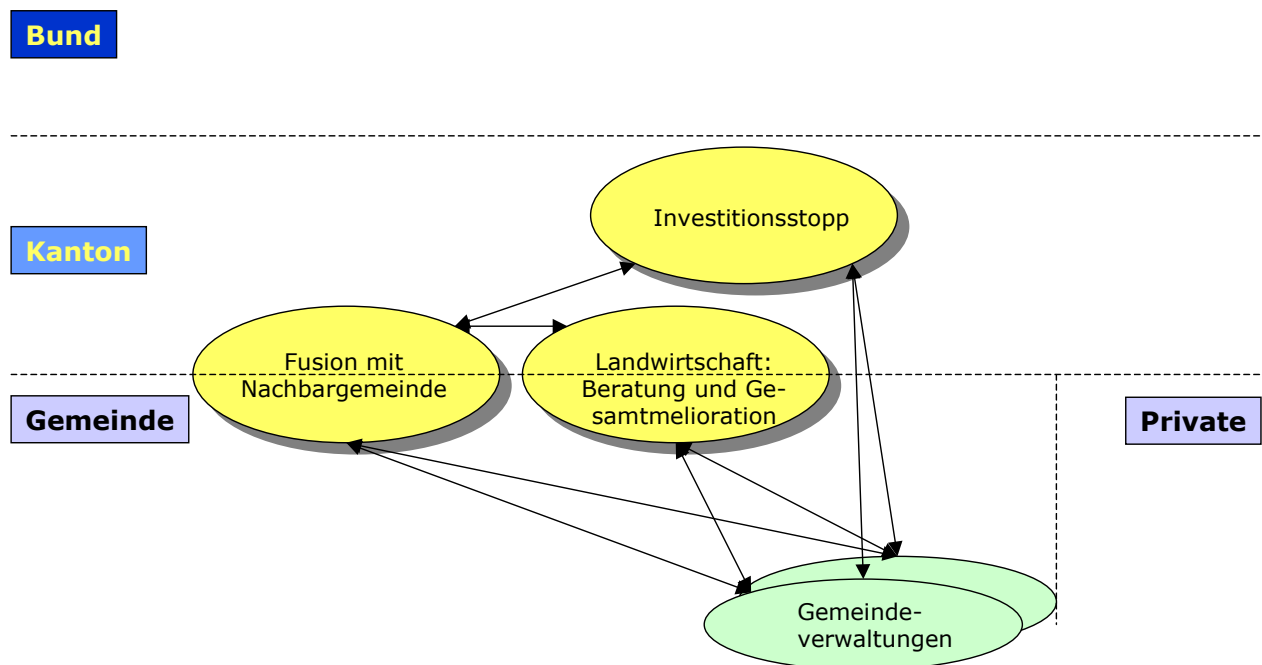 Bund
Investitionsstopp
Kanton
Fusion mit
Nachbargemeinde
Landwirtschaft:
Beratung und Ge-
samtmelioration
Gemeinde
Private
Gemeinde-
verwaltungen